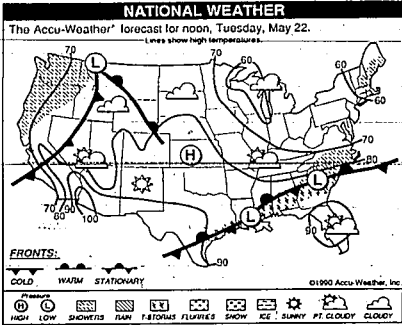 NATIONAL WEATHER
The Accu-Weather® forecast for noon, Tuesday, May 22.
Lines show high temperatures.
70
L
70
60
60
60
H
70
80
L
70
80
90
100
L
90
90
FRONTS:
COLD WARM STATIONARY
©1990 Accu-Weather, Inc.
Pressure
H L
HIGH LOW SHOWERS RAIN T-STORMS FLURRIES SNOW ICE SUNNY PT. CLOUDY CLOUDY